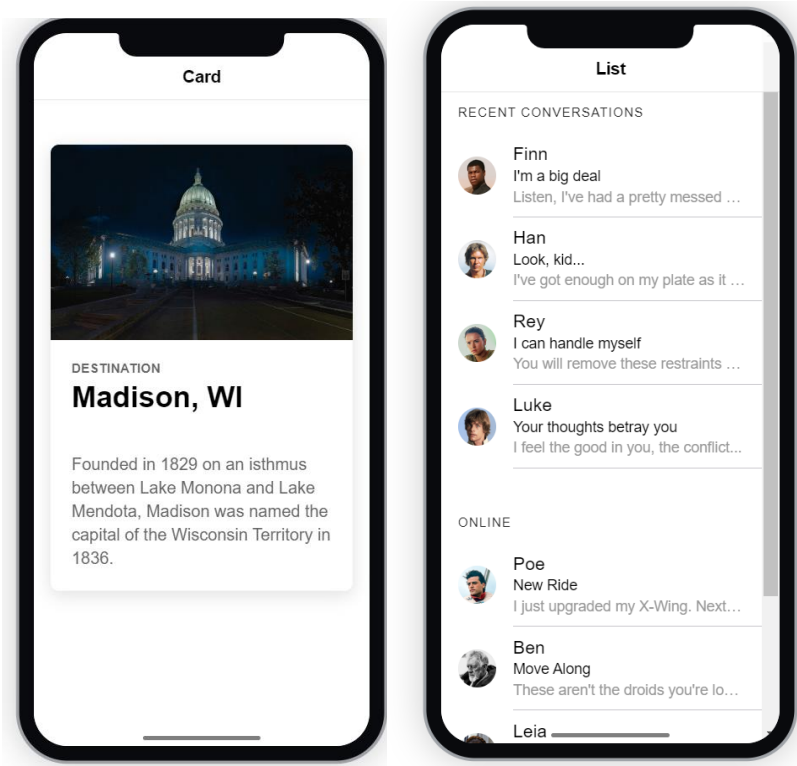 Card
DESTINATION
Madison, WI
Founded in 1829 on an isthmus
between Lake Monona and Lake
Mendota, Madison was named the
capital of the Wisconsin Territory in
1836.
List
RECENT CONVERSATIONS
Finn
I'm a big deal
Listen, I've had a pretty messed ...
Han
Look, kid...
I've got enough on my plate as it ...
Rey
I can handle myself
You will remove these restraints ...
Luke
Your thoughts betray you
I feel the good in you, the conflict...
ONLINE
Poe
New Ride
I just upgraded my X-Wing. Next...
Ben
Move Along
These aren't the droids you're lo...
Leia